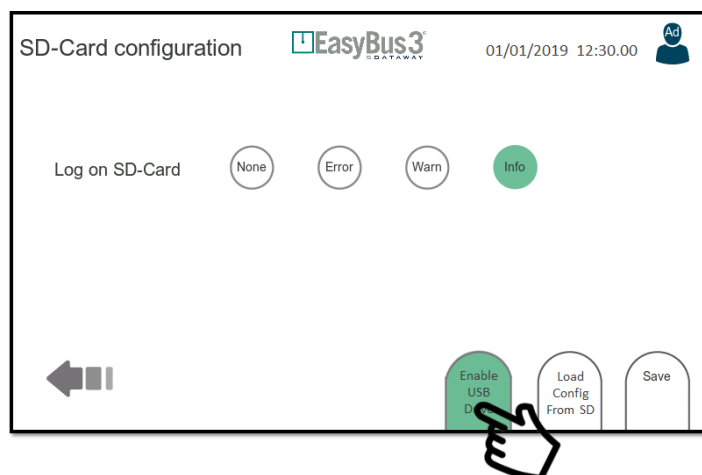 SD-Card configuration
EasyBus3
DATAWAY
01/01/2019 12:30.00
Ad
Log on SD-Card
None
Error
Warn
Info
Enable
USB
Load
Config
From SD
Save